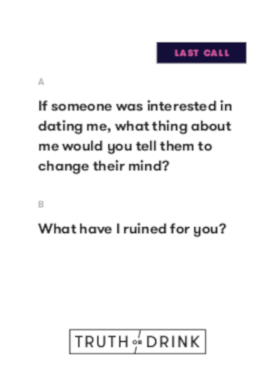 LAST CALL
A
If someone was interested in
dating me, what thing about
me would you tell them to
change their mind?
B
What have I ruined for you?
TRUTH OR DRINK